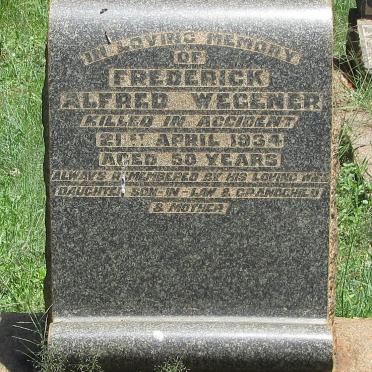 IN LOVING MEMORY
OF
FREDERICK
ALFRED WEGENER
KILLED IN ACCIDENT
21ST APRIL 1934
AGED 50 YEARS
ALWAYS REMEMBERED BY HIS LOVING WIFE
DAUGHTER, SON-IN-LAW & GRANDCHILD
& MOTHER